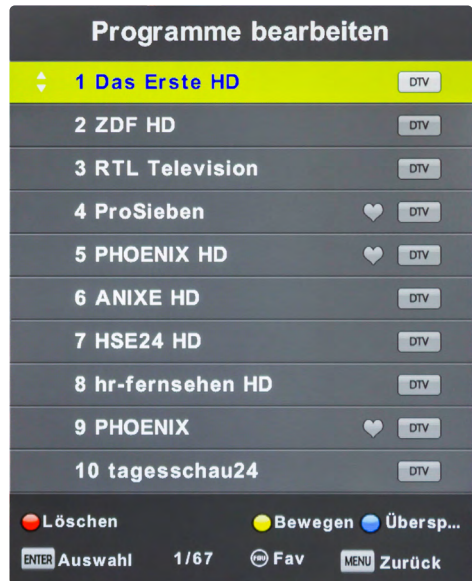 Programme bearbeiten
1 Das Erste HD DTV
2 ZDF HD DTV
3 RTL Television DTV
4 ProSieben DTV
5 PHOENIX HD DTV
6 ANIXE HD DTV
7 HSE24 HD DTV
8 hr-fernsehen HD DTV
9 PHOENIX DTV
10 tagesschau24 DTV
Löschen Bewegen Übersp...
ENTER Auswahl 1/67 FAV Fav MENU Zurück